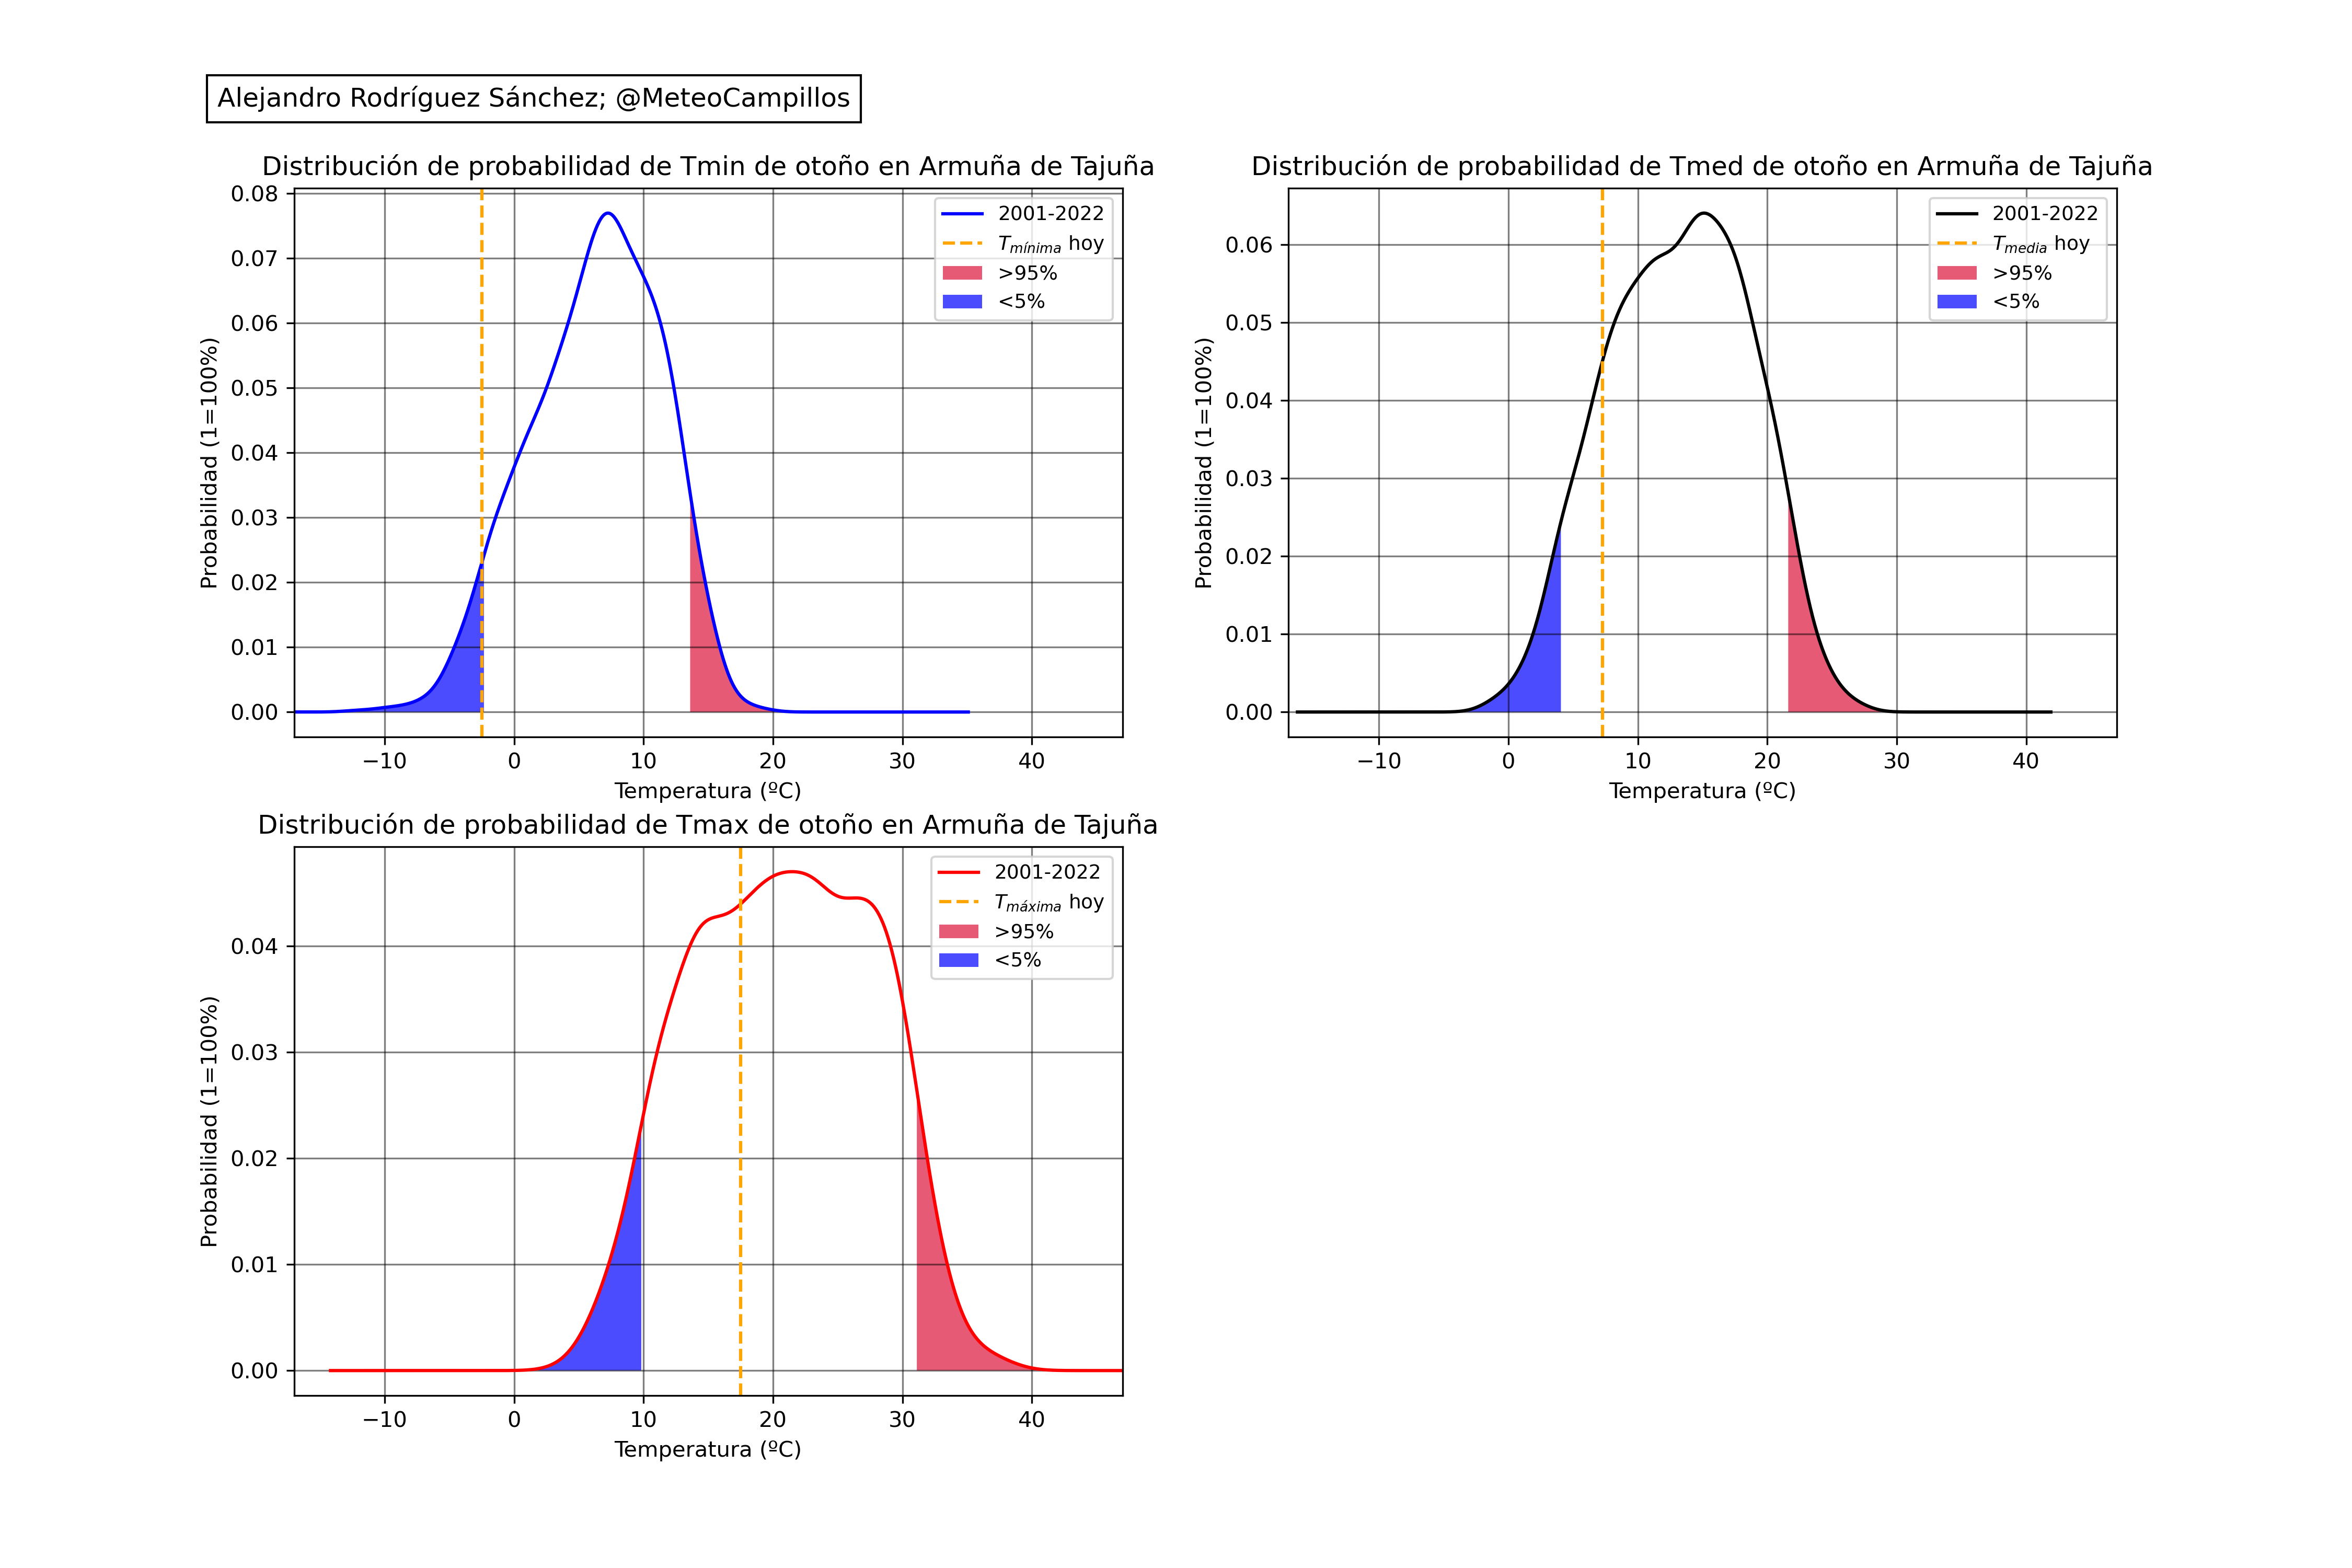 Alejandro Rodríguez Sánchez; @MeteoCampillos
Distribución de probabilidad de Tmin de otoño en Armuña de Tajuña
Probabilidad (1=100%)
0.08
0.07
0.06
0.05
0.04
0.03
0.02
0.01
0.00
2001-2022
Tmínima hoy
>95%
<5%
−10 0 10 20 30 40
Temperatura (ºC)
Distribución de probabilidad de Tmed de otoño en Armuña de Tajuña
Probabilidad (1=100%)
0.06
0.05
0.04
0.03
0.02
0.01
0.00
2001-2022
Tmedia hoy
>95%
<5%
−10 0 10 20 30 40
Temperatura (ºC)
Distribución de probabilidad de Tmax de otoño en Armuña de Tajuña
Probabilidad (1=100%)
0.04
0.03
0.02
0.01
0.00
2001-2022
Tmáxima hoy
>95%
<5%
−10 0 10 20 30 40
Temperatura (ºC)